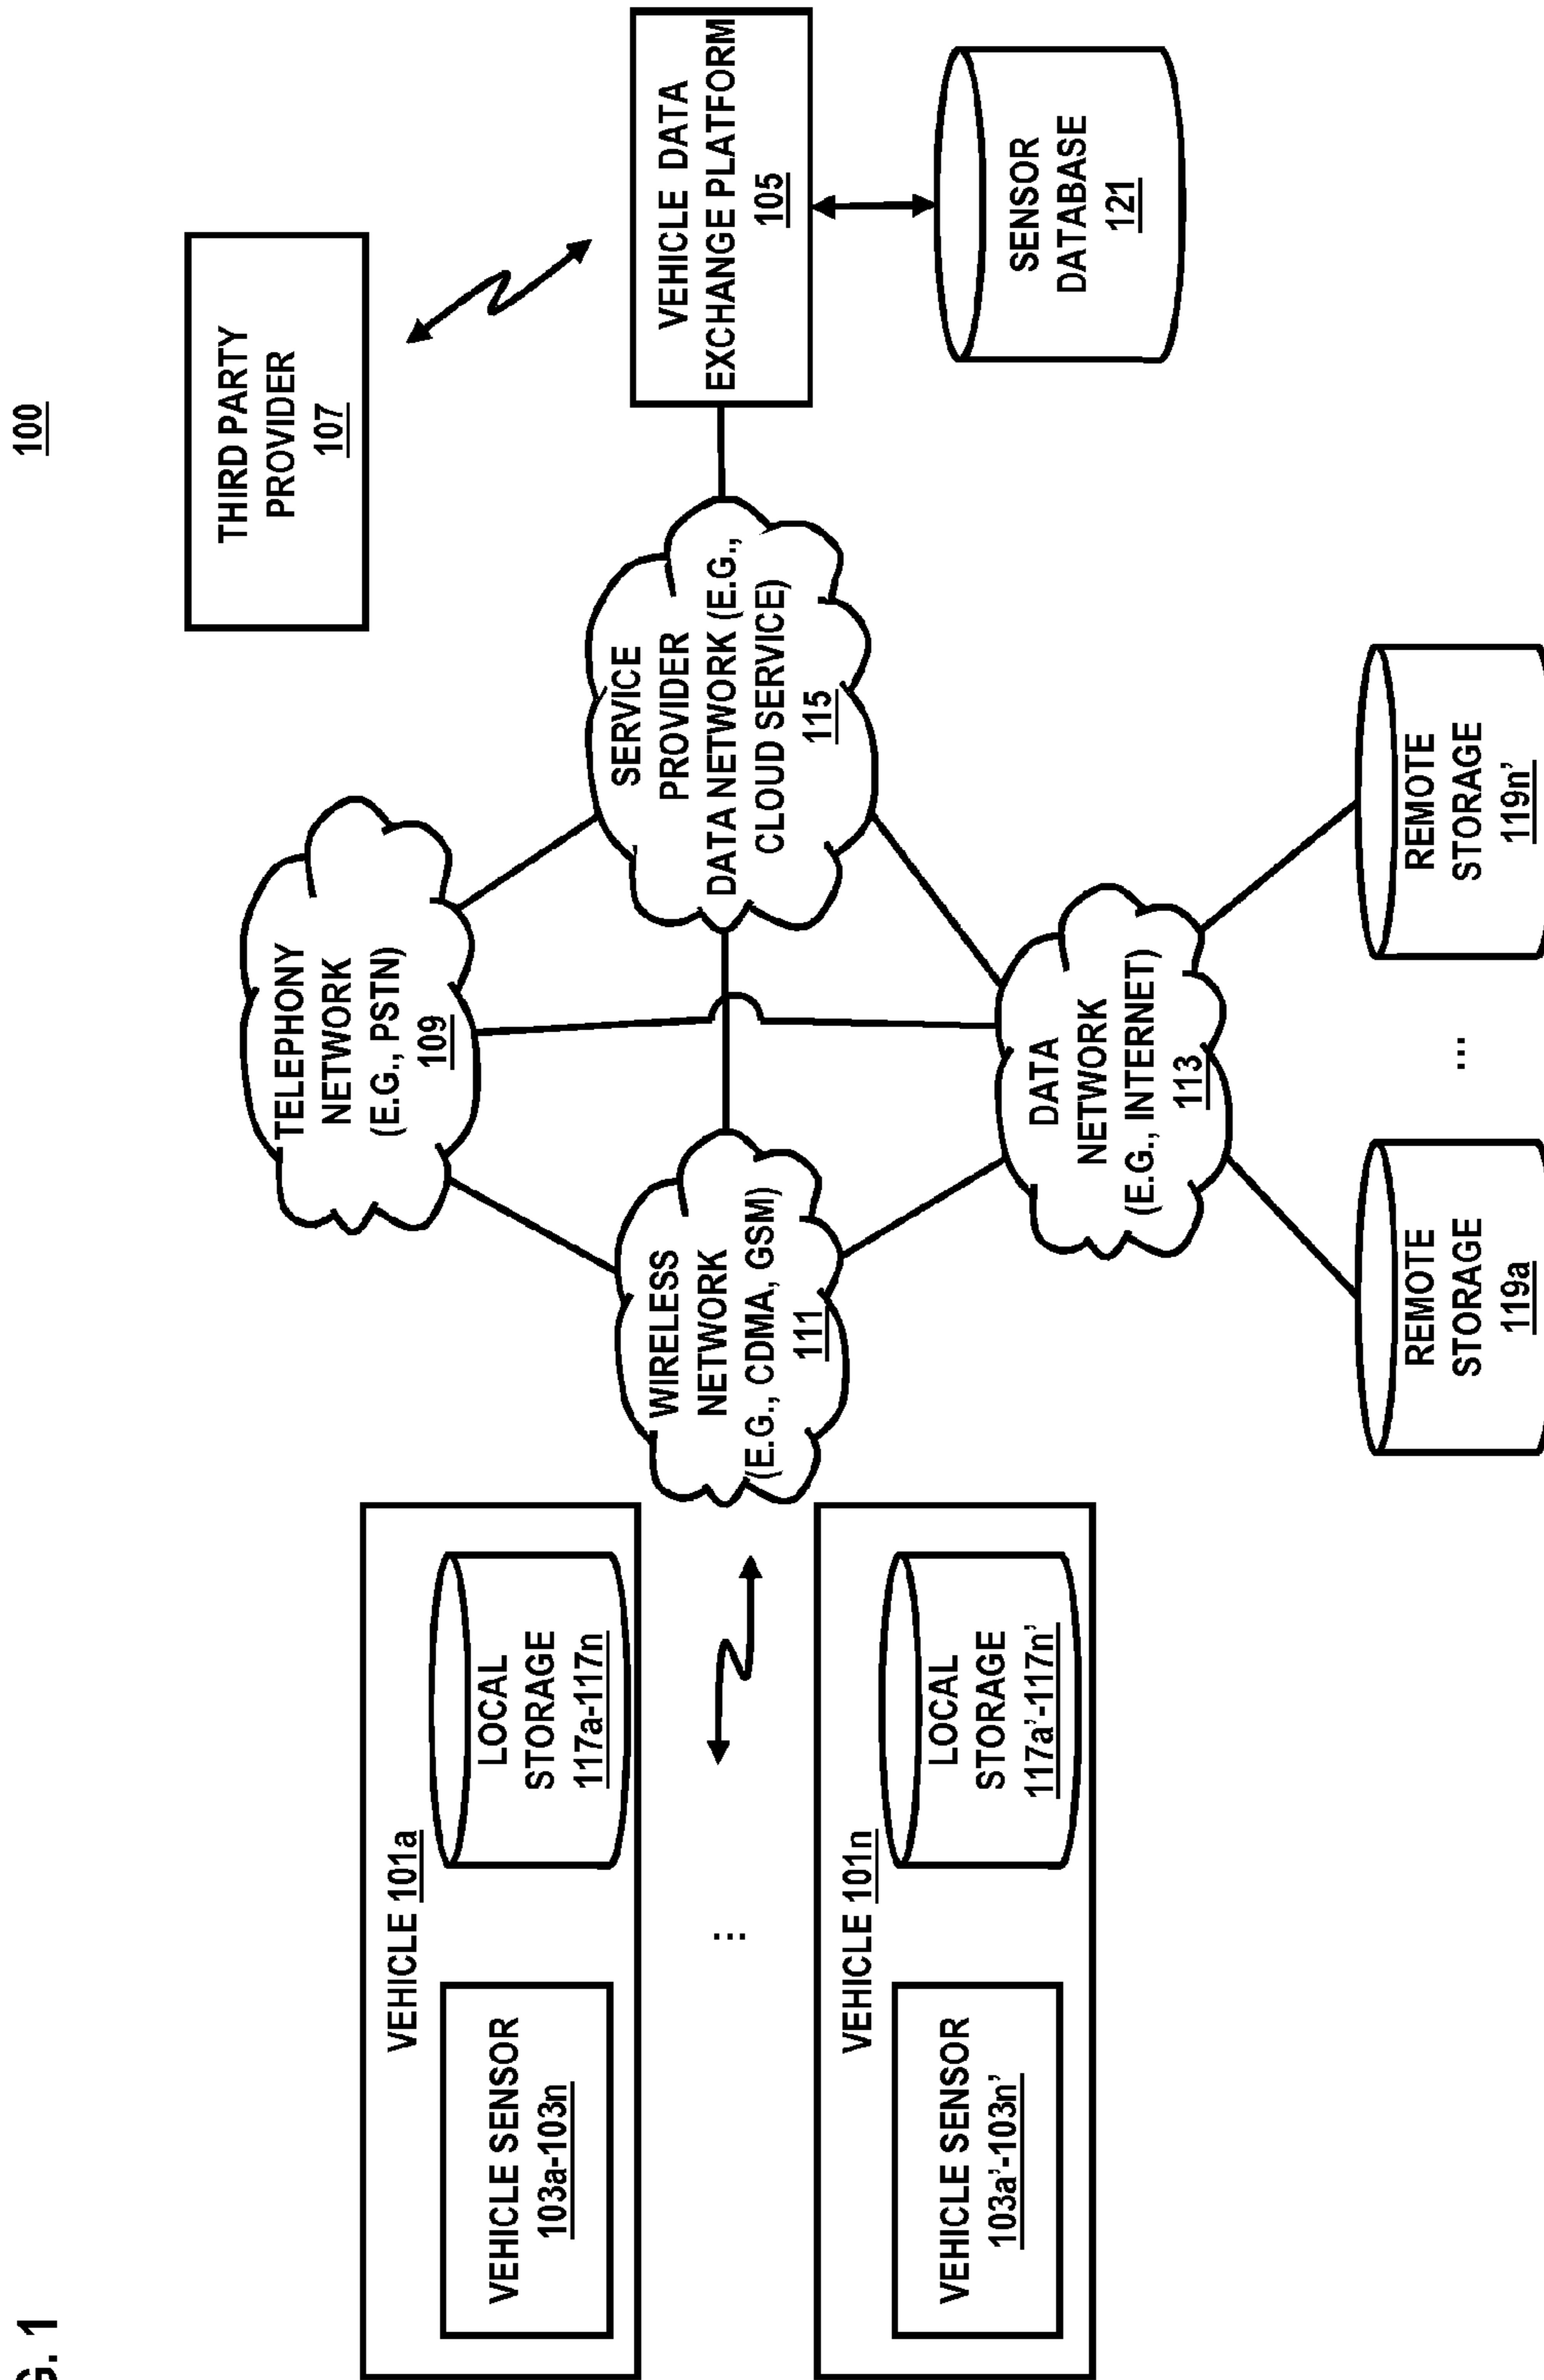 G. 1
100
THIRD PARTY
PROVIDER
107
VEHICLE DATA
EXCHANGE PLATFORM
105
SENSOR
DATABASE
121
TELEPHONY
NETWORK
(E.G., PSTN)
109
SERVICE
PROVIDER
DATA NETWORK (E.G.,
CLOUD SERVICE)
115
WIRELESS
NETWORK
(E.G., CDMA, GSM)
111
DATA
NETWORK
(E.G., INTERNET)
113
VEHICLE 101a
VEHICLE SENSOR
103a-103n
LOCAL
STORAGE
117a-117n
...
VEHICLE 101n
VEHICLE SENSOR
103a'-103n'
LOCAL
STORAGE
117a'-117n'
REMOTE
STORAGE
119a
...
REMOTE
STORAGE
119n'